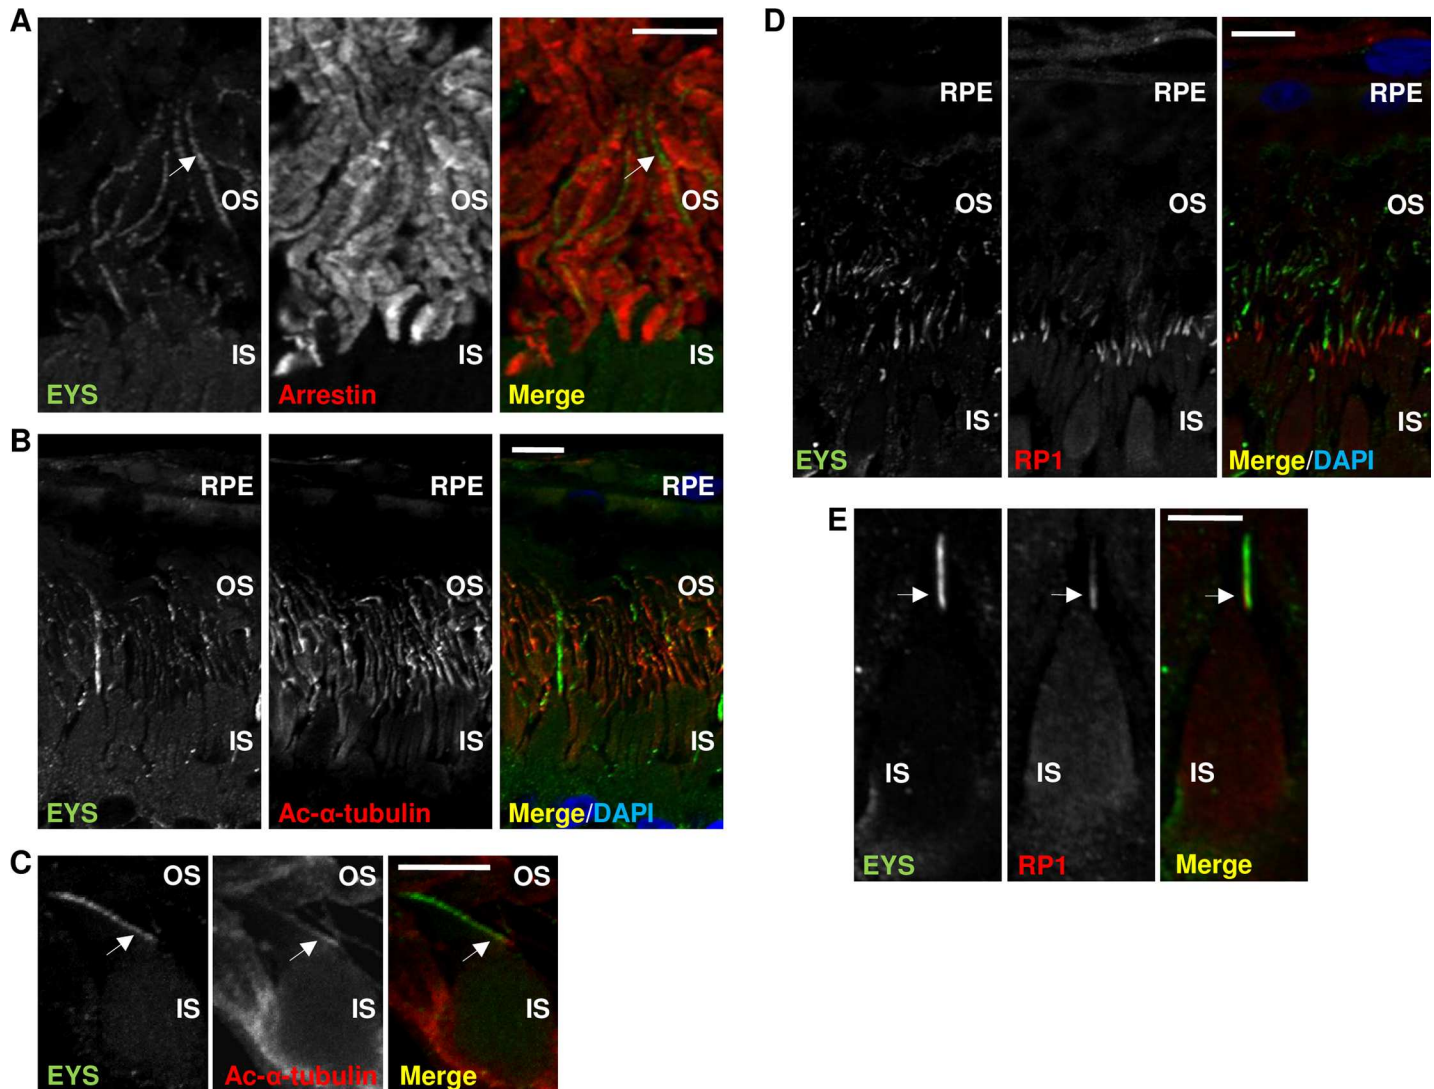 A
OS
OS
OS
IS
IS
IS
EYS
Arrestin
Merge
B
RPE
RPE
RPE
OS
OS
OS
IS
IS
IS
EYS
Ac-α-tubulin
Merge/DAPI
C
OS
OS
OS
IS
IS
IS
EYS
Ac-α-tubulin
Merge
D
RPE
RPE
RPE
OS
OS
OS
IS
IS
IS
EYS
RP1
Merge/DAPI
E
IS
IS
IS
EYS
RP1
Merge